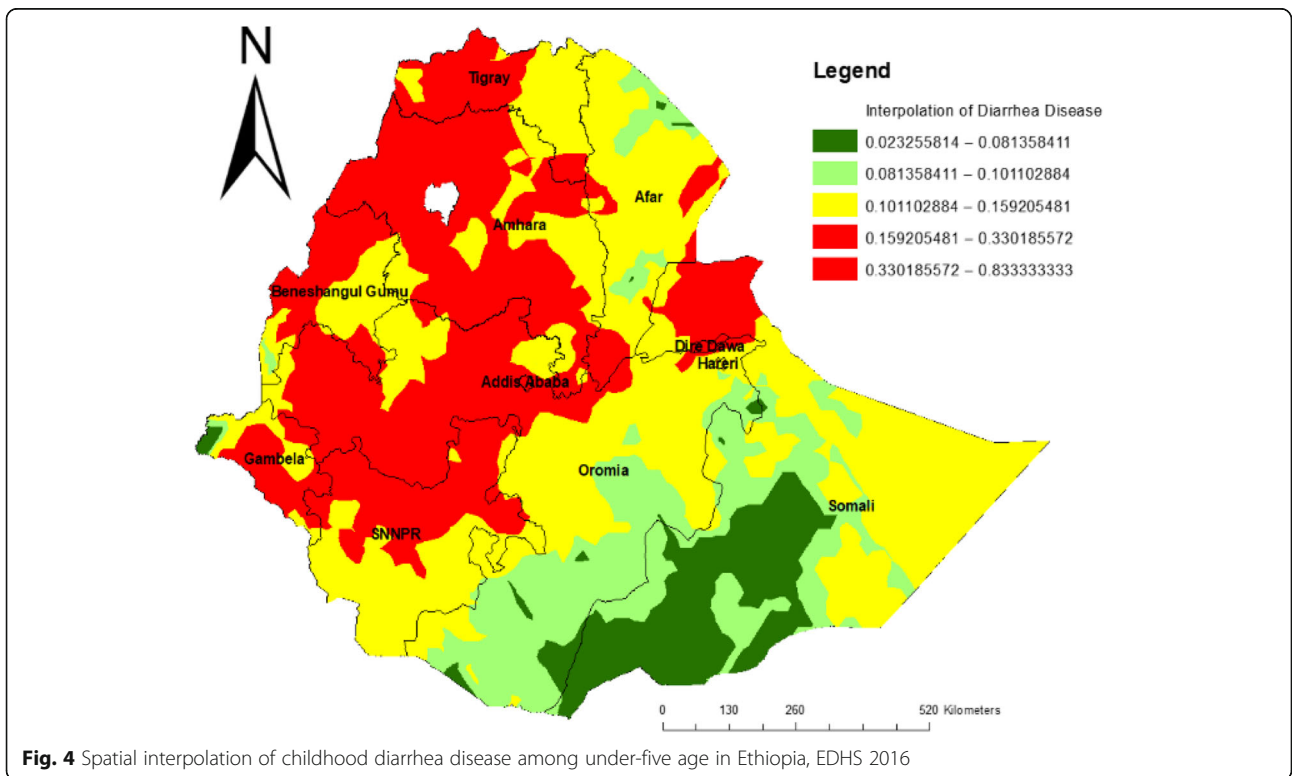 N
Legend
Interpolation of Diarrhea Disease
0.023255814 – 0.081358411
0.081358411 – 0.101102884
0.101102884 – 0.159205481
0.159205481 – 0.330185572
0.330185572 – 0.833333333
Tigray
Afar
Amhara
Beneshangul Gumu
Dire Dawa
Hareri
Addis Ababa
Gambela
Oromia
Somali
SNNPR
0 130 260 520 Kilometers
Fig. 4 Spatial interpolation of childhood diarrhea disease among under-five age in Ethiopia, EDHS 2016